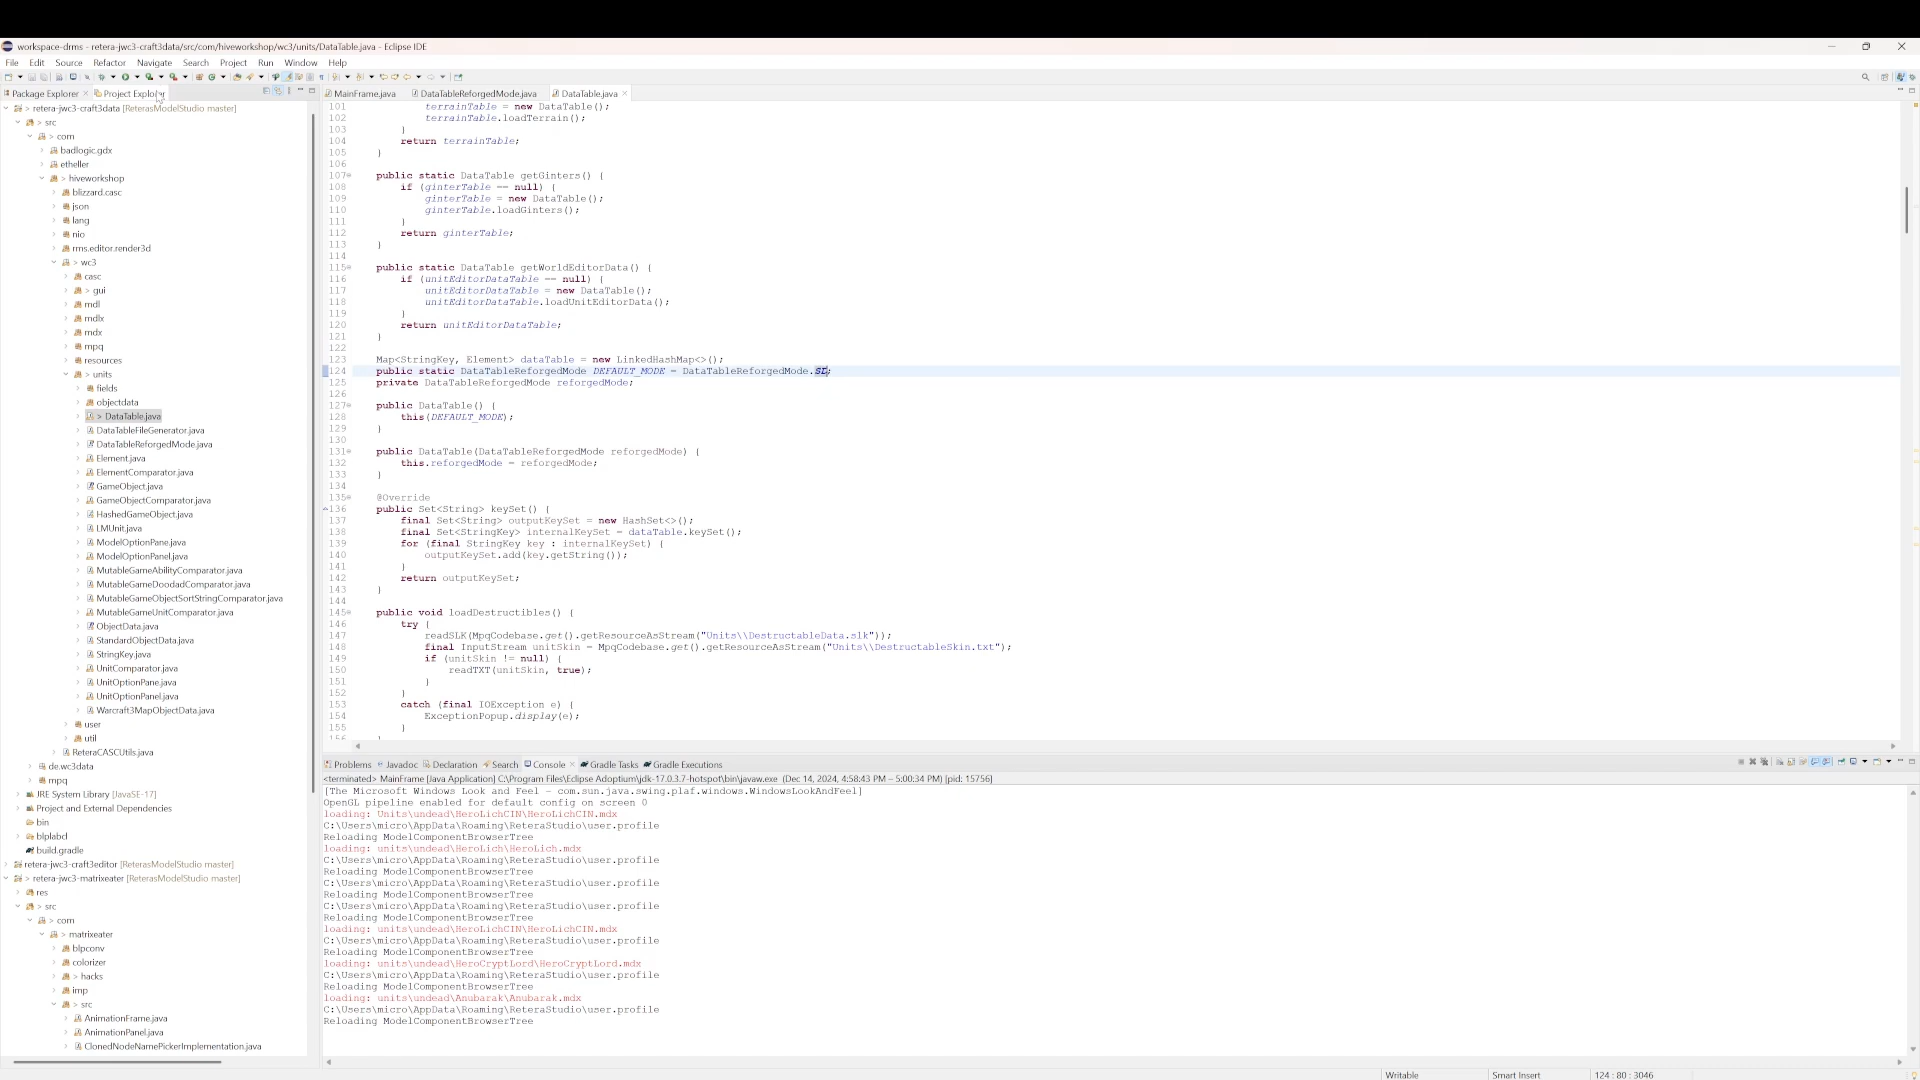 workspace-drms - retera-jwc3-craft3data/src/com/hiveworkshop/wc3/units/DataTable.java - Eclipse IDE
File Edit Source Refactor Navigate Search Project Run Window Help
Package Explorer Project Explorer
MainFrame.java DataTableReforgedMode.java DataTable.java
> retera-jwc3-craft3data [ReterasModelStudio master]
> src
> com
badlogic.gdx
etheller
> hiveworkshop
blizzard.casc
json
lang
nio
rms.editor.render3d
> wc3
casc
> gui
mdl
mdlx
mdx
mpq
resources
> units
fields
objectdata
> DataTable.java
DataTableFileGenerator.java
DataTableReforgedMode.java
Element.java
ElementComparator.java
GameObject.java
GameObjectComparator.java
HashedGameObject.java
LMUnit.java
ModelOptionPane.java
ModelOptionPanel.java
MutableGameAbilityComparator.java
MutableGameDoodadComparator.java
MutableGameObjectSortStringComparator.java
MutableGameUnitComparator.java
ObjectData.java
StandardObjectData.java
StringKey.java
UnitComparator.java
UnitOptionPane.java
UnitOptionPanel.java
Warcraft3MapObjectData.java
user
util
ReteraCASCUtils.java
de.wc3data
mpq
JRE System Library [JavaSE-17]
Project and External Dependencies
bin
blplabcl
build.gradle
retera-jwc3-craft3editor [ReterasModelStudio master]
> retera-jwc3-matrixeater [ReterasModelStudio master]
res
> src
> com
> matrixeater
blpconv
colorizer
> hacks
imp
> src
AnimationFrame.java
AnimationPanel.java
ClonedNodeNamePickerImplementation.java
101 terrainTable = new DataTable();
102 terrainTable.loadTerrain();
103 }
104 return terrainTable;
105 }
106
107 public static DataTable getGinters() {
108 if (ginterTable == null) {
109 ginterTable = new DataTable();
110 ginterTable.loadGinters();
111 }
112 return ginterTable;
113 }
114
115 public static DataTable getWorldEditorData() {
116 if (unitEditorDataTable == null) {
117 unitEditorDataTable = new DataTable();
118 unitEditorDataTable.loadUnitEditorData();
119 }
120 return unitEditorDataTable;
121 }
122
123 Map<StringKey, Element> dataTable = new LinkedHashMap<>();
124 public static DataTableReforgedMode DEFAULT_MODE = DataTableReforgedMode.SD;
125 private DataTableReforgedMode reforgedMode;
126
127 public DataTable() {
128 this(DEFAULT_MODE);
129 }
130
131 public DataTable(DataTableReforgedMode reforgedMode) {
132 this.reforgedMode = reforgedMode;
133 }
134
135 @Override
136 public Set<String> keySet() {
137 final Set<String> outputKeySet = new HashSet<>();
138 final Set<StringKey> internalKeySet = dataTable.keySet();
139 for (final StringKey key : internalKeySet) {
140 outputKeySet.add(key.getString());
141 }
142 return outputKeySet;
143 }
144
145 public void loadDestructibles() {
146 try {
147 readSLK(MpqCodebase.get().getResourceAsStream("Units\\DestructableData.slk"));
148 final InputStream unitSkin = MpqCodebase.get().getResourceAsStream("Units\\DestructableSkin.txt");
149 if (unitSkin != null) {
150 readTXT(unitSkin, true);
151 }
152 }
153 catch (final IOException e) {
154 ExceptionPopup.display(e);
155 }
156 }
Problems Javadoc Declaration Search Console Gradle Tasks Gradle Executions
<terminated> MainFrame [Java Application] C:\Program Files\Eclipse Adoptium\jdk-17.0.3.7-hotspot\bin\javaw.exe (Dec 14, 2024, 4:58:43 PM – 5:00:34 PM) [pid: 15756]
[The Microsoft Windows Look and Feel - com.sun.java.swing.plaf.windows.WindowsLookAndFeel]
OpenGL pipeline enabled for default config on screen 0
loading: Units\undead\HeroLichCIN\HeroLichCIN.mdx
C:\Users\micro\AppData\Roaming\ReteraStudio\user.profile
Reloading ModelComponentBrowserTree
loading: units\undead\HeroLich\HeroLich.mdx
C:\Users\micro\AppData\Roaming\ReteraStudio\user.profile
Reloading ModelComponentBrowserTree
C:\Users\micro\AppData\Roaming\ReteraStudio\user.profile
Reloading ModelComponentBrowserTree
C:\Users\micro\AppData\Roaming\ReteraStudio\user.profile
Reloading ModelComponentBrowserTree
loading: units\undead\HeroLichCIN\HeroLichCIN.mdx
C:\Users\micro\AppData\Roaming\ReteraStudio\user.profile
Reloading ModelComponentBrowserTree
loading: units\undead\HeroCryptLord\HeroCryptLord.mdx
C:\Users\micro\AppData\Roaming\ReteraStudio\user.profile
Reloading ModelComponentBrowserTree
loading: units\undead\Anubarak\Anubarak.mdx
C:\Users\micro\AppData\Roaming\ReteraStudio\user.profile
Reloading ModelComponentBrowserTree
Writable Smart Insert 124 : 80 : 3046